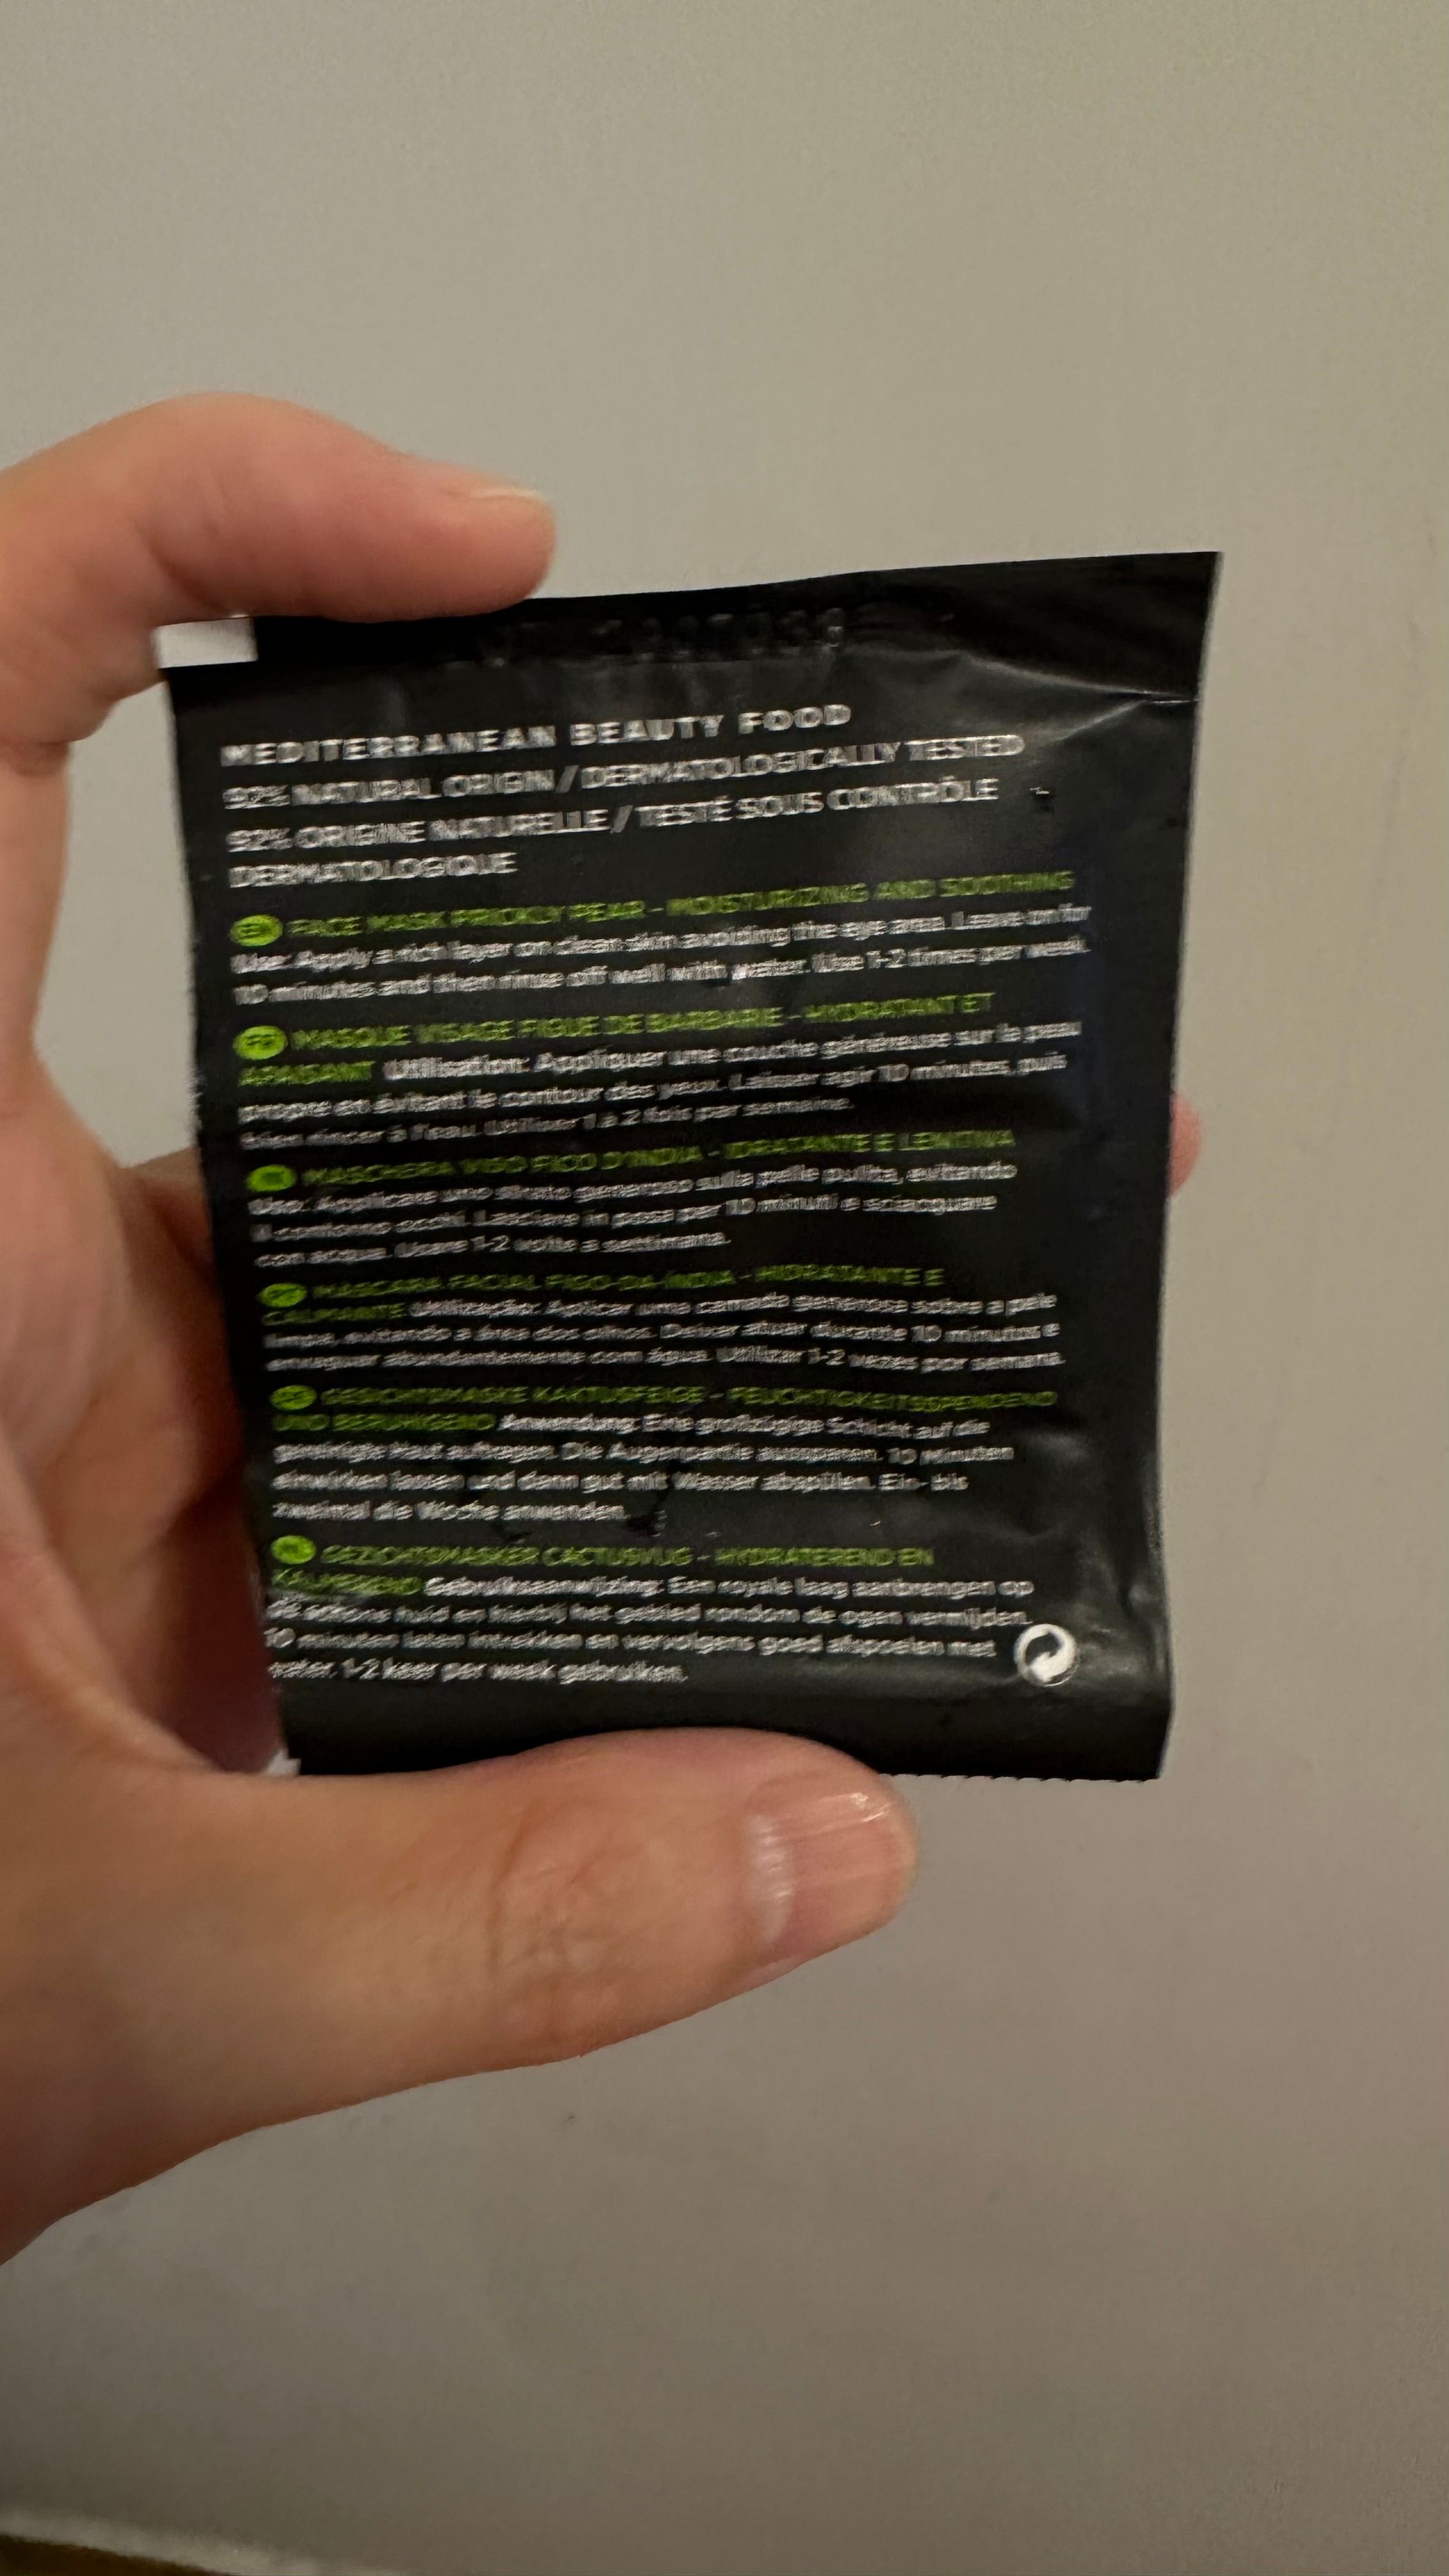 MEDITERRANEAN BEAUTY FOOD
92% NATURAL ORIGIN / DERMATOLOGICALLY TESTED
92% ORIGINE NATURELLE / TESTÉ SOUS CONTRÔLE
DERMATOLOGIQUE
EN FACE MASK PRICKLY PEAR - MOISTURIZING AND SOOTHING
Use: Apply a rich layer on clean skin avoiding the eye area. Leave on for
10 minutes and then rinse off well with water. Use 1-2 times per week.
FR MASQUE VISAGE FIGUE DE BARBARIE - HYDRATANT ET
APAISANT Utilisation: Appliquer une couche généreuse sur la peau
propre en évitant le contour des yeux. Laisser agir 10 minutes, puis
bien rincer à l'eau. Utiliser 1 à 2 fois par semaine.
MASCHERA VISO FICO D'INDIA - IDRATANTE E LENITIVA
Uso: Applicare uno strato generoso sulla pelle pulita, evitando
il contorno occhi. Lasciare in posa per 10 minuti e sciacquare
con acqua. Usare 1-2 volte a settimana.
MASCARA FACIAL FIGO-DA-INDIA - HIDRATANTE E
CALMANTE Utilização: Aplicar uma camada generosa sobre a pele
limpa, evitando a área dos olhos. Deixar atuar durante 10 minutos e
enxaguar abundantemente com água. Utilizar 1-2 vezes por semana.
GESICHTSMASKE KAKTUSFEIGE - FEUCHTIGKEITSSPENDEND
UND BERUHIGEND Anwendung: Eine großzügige Schicht auf die
gereinigte Haut auftragen. Die Augenpartie aussparen. 10 Minuten
einwirken lassen und dann gut mit Wasser abspülen. Ein- bis
zweimal die Woche anwenden.
GEZICHTSMASKER CACTUSVIJG - HYDRATEREND EN
KALMEREND Gebruiksaanwijzing: Een royale laag aanbrengen op
de schone huid en hierbij het gebied rondom de ogen vermijden.
10 minuten laten intrekken en vervolgens goed afspoelen met
water. 1-2 keer per week gebruiken.